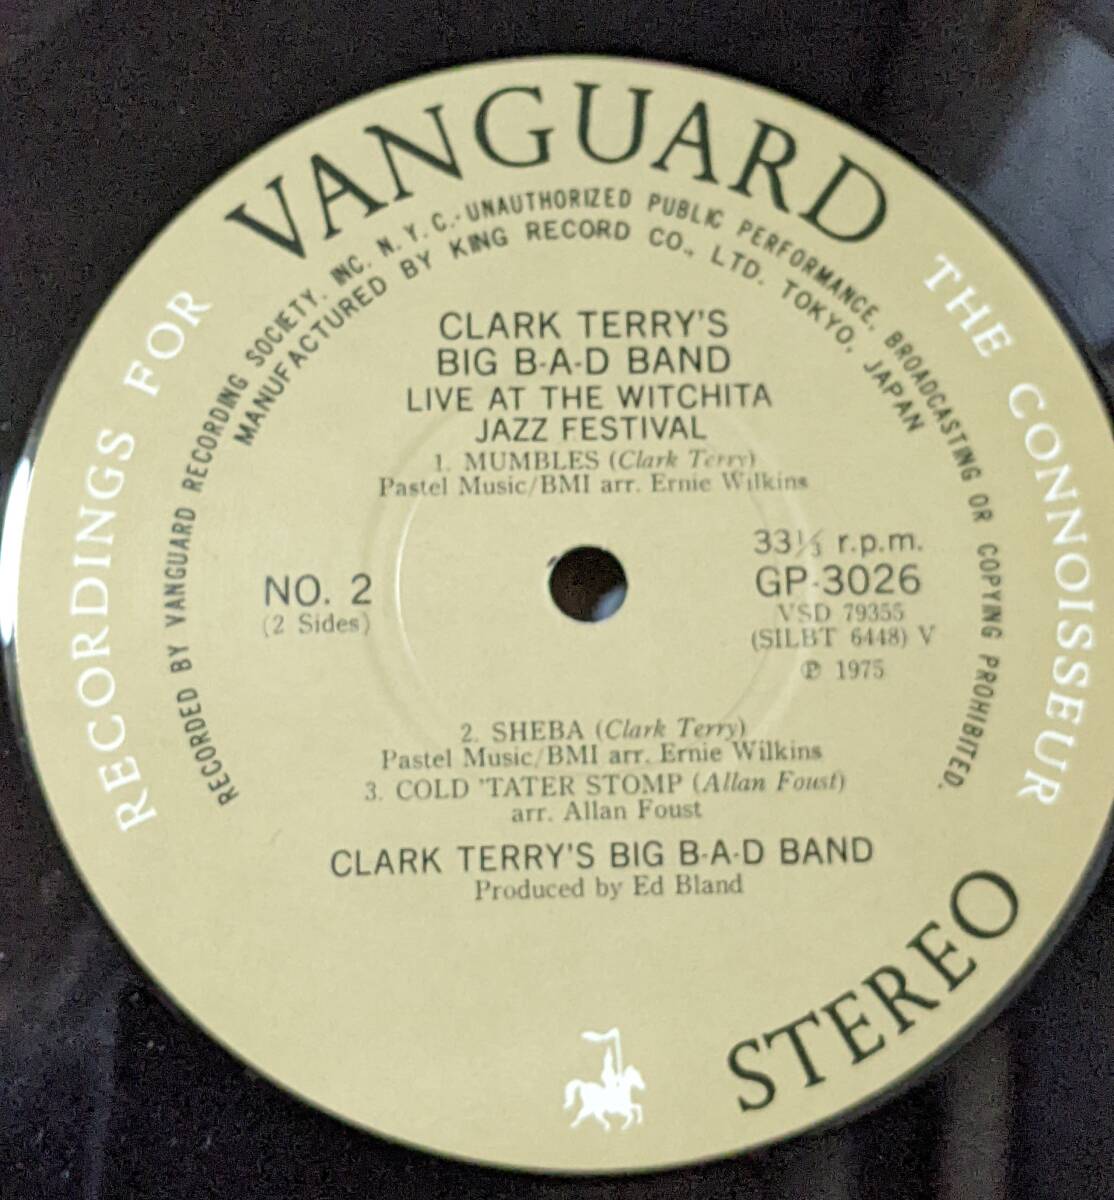 VANGUARD
RECORDINGS FOR THE CONNOISSEUR
RECORDED BY VANGUARD RECORDING SOCIETY, INC. N.Y.C.·UNAUTHORIZED PUBLIC PERFORMANCE, BROADCASTING OR COPYING PROHIBITED.
MANUFACTURED BY KING RECORD CO., LTD. TOKYO, JAPAN
CLARK TERRY'S
BIG B-A-D BAND
LIVE AT THE WITCHITA
JAZZ FESTIVAL
1. MUMBLES (Clark Terry)
Pastel Music/BMI arr. Ernie Wilkins
NO. 2
(2 Sides)
33⅓ r.p.m.
GP-3026
VSD 79355
(SILBT 6448) V
℗ 1975
2. SHEBA (Clark Terry)
Pastel Music/BMI arr. Ernie Wilkins
3. COLD 'TATER STOMP (Allan Foust)
arr. Allan Foust
CLARK TERRY'S BIG B-A-D BAND
Produced by Ed Bland
STEREO